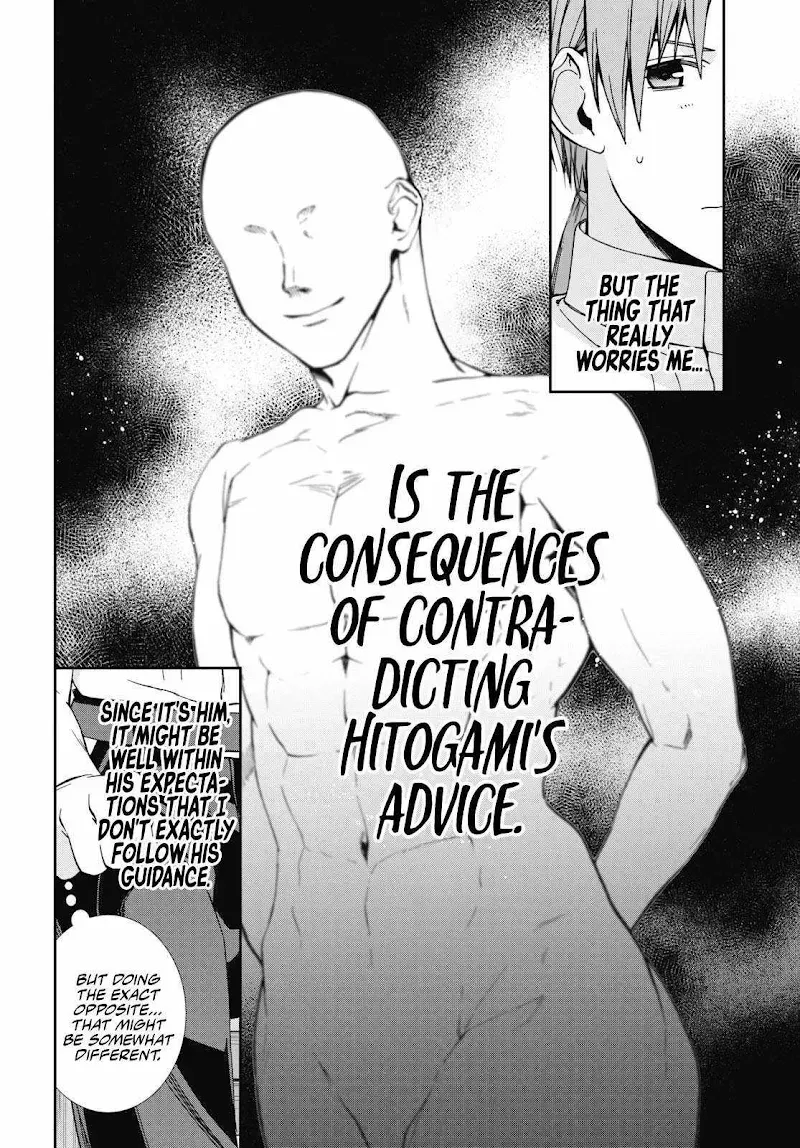 BUT THE
THING THAT
REALLY
WORRIES ME...
IS THE
CONSEQUENCES
OF CONTRA-
DICTING
HITOGAMI'S
ADVICE.
SINCE IT'S HIM,
IT MIGHT BE
WELL WITHIN
HIS EXPECTA-
TIONS THAT I
DON'T EXACTLY
FOLLOW HIS
GUIDANCE.
BUT DOING
THE EXACT
OPPOSITE...
THAT MIGHT
BE SOMEWHAT
DIFFERENT.